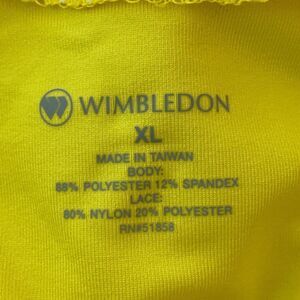 WIMBLEDON
XL
MADE IN TAIWAN
BODY:
88% POLYESTER 12% SPANDEX
LACE:
80% NYLON 20% POLYESTER
RN#51858